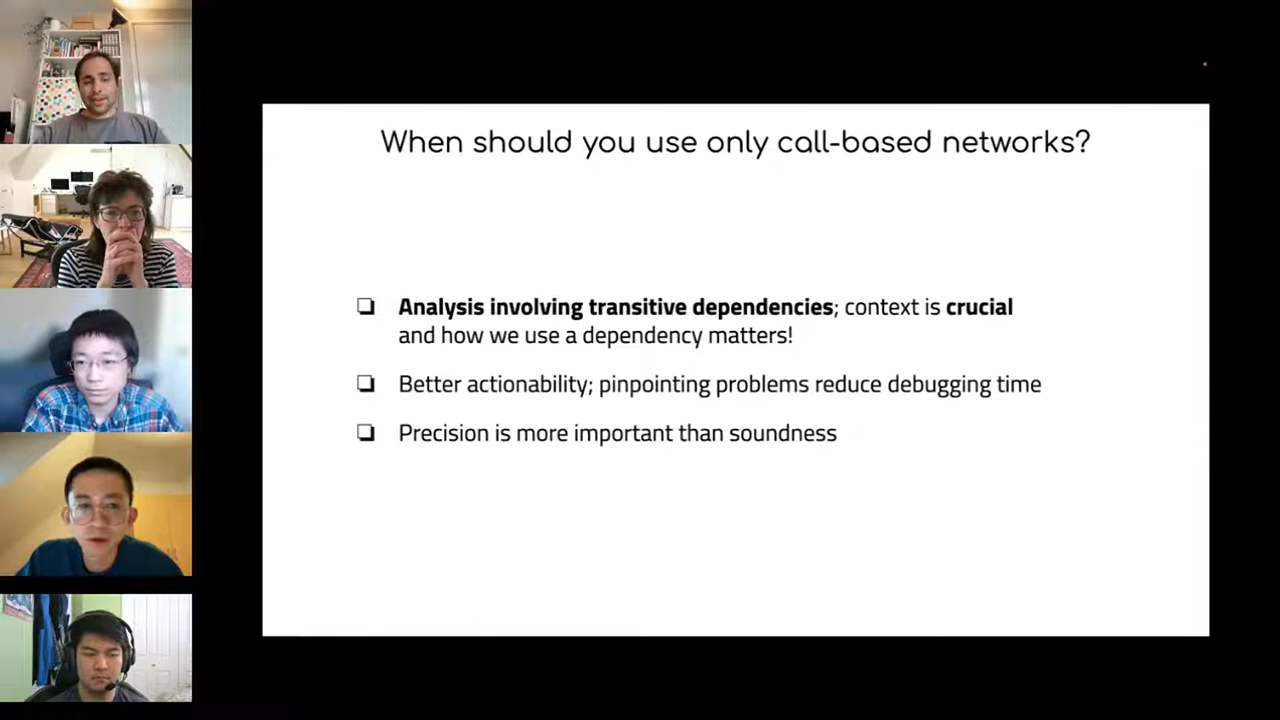 When should you use only call-based networks?
Analysis involving transitive dependencies; context is crucial
and how we use a dependency matters!
Better actionability; pinpointing problems reduce debugging time
Precision is more important than soundness